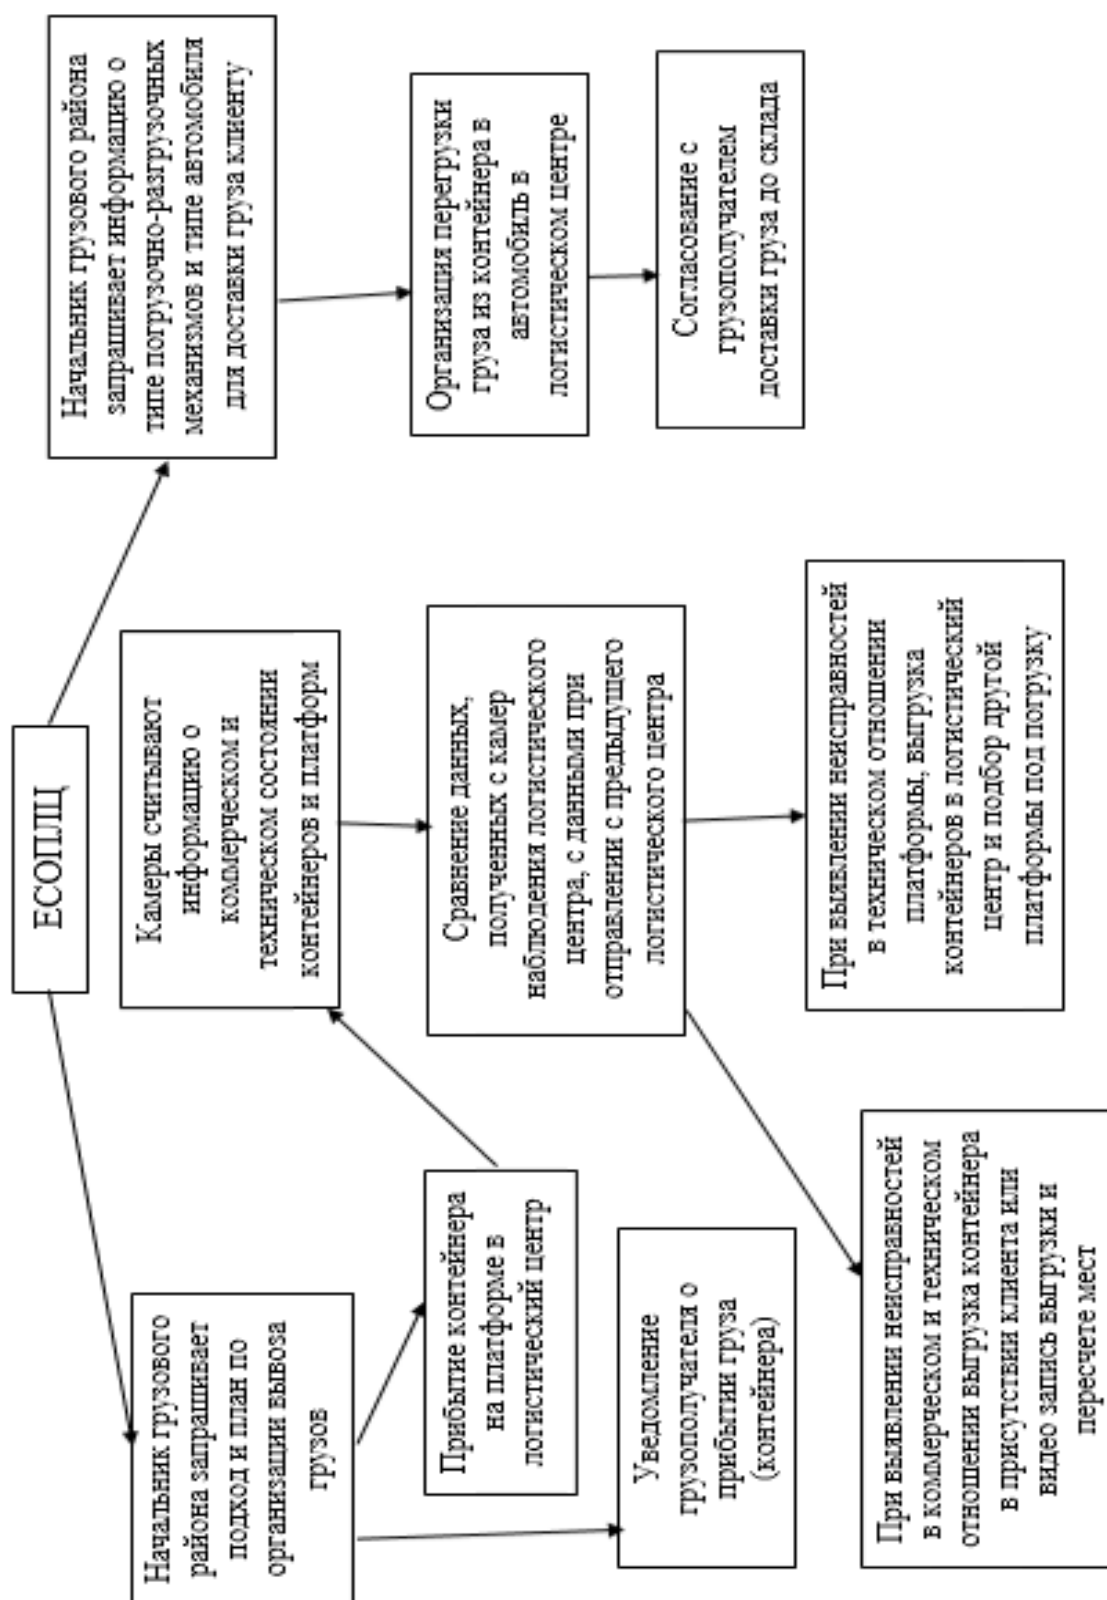 ЕСОПЛЦ
Начальник грузового
района запрашивает
подход и план по
организации вывоза
грузов
Камеры считывают
информацию о
коммерческом и
техническом состоянии
контейнеров и платформ
Начальник грузового района
запрашивает информацию о
типе погрузочно-разгрузочных
механизмов и типе автомобиля
для доставки груза клиенту
Прибытие контейнера
на платформе в
логистический центр
Сравнение данных,
полученных с камер
наблюдения логистического
центра, с данными при
отправлении с предыдущего
логистического центра
Организация перегрузки
груза из контейнера в
автомобиль в
логистическом центре
Уведомление
грузополучателя о
прибытии груза
(контейнера)
Согласование с
грузополучателем
доставки груза до склада
При выявлении неисправностей
в коммерческом и техническом
отношении выгрузка контейнера
в присутствии клиента или
видео запись выгрузки и
пересчете мест
При выявлении неисправностей
в техническом отношении
платформы, выгрузка
контейнеров в логистический
центр и подбор другой
платформы под погрузку